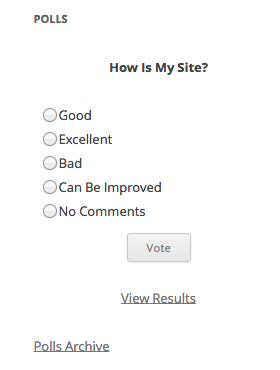 POLLS
How Is My Site?
Good
Excellent
Bad
Can Be Improved
No Comments
Vote
View Results
Polls Archive